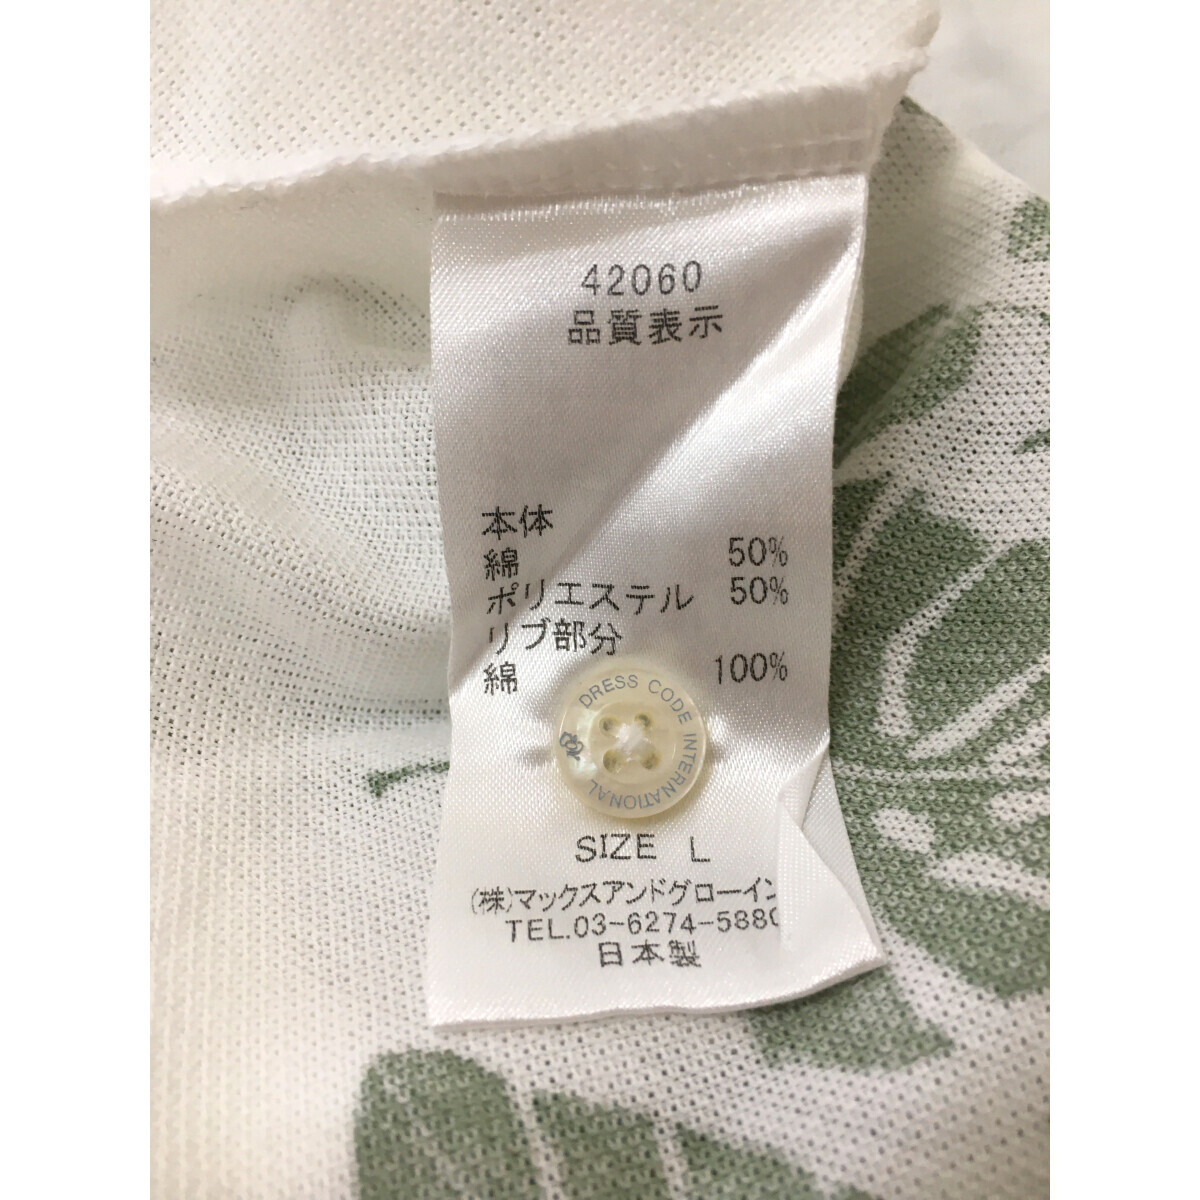 42060
品質表示
本体
綿 50%
ポリエステル 50%
リブ部分
綿 100%
DRESS CODE INTERNATIONAL
SIZE L
(株)マックスアンドグローイン
TEL.03-6274-588
日本製